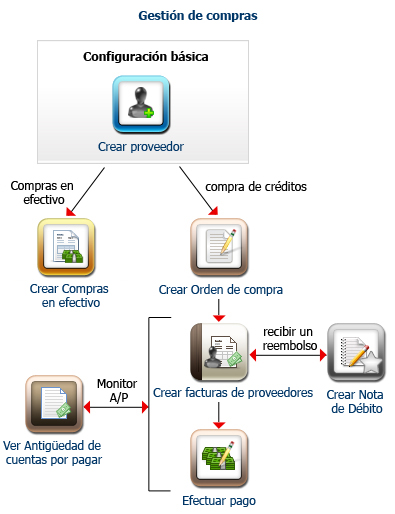 Gestión de compras
Configuración básica
Crear proveedor
Compras en
efectivo
compra de créditos
Crear Compras
en efectivo
Crear Orden de compra
recibir un
reembolso
Crear facturas de proveedores
Crear Nota
de Débito
Monitor
A/P
Ver Antigüedad de
cuentas por pagar
Efectuar pago